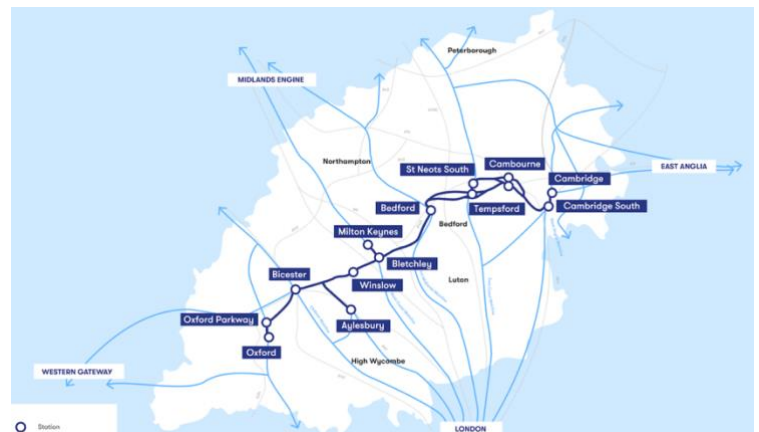 Peterborough
MIDLANDS ENGINE
Northampton
St Neots South
Cambourne
EAST ANGLIA
Cambridge
Bedford
Tempsford
Cambridge South
Bedford
Milton Keynes
Bletchley
Bicester
Winslow
Luton
Oxford Parkway
Aylesbury
Oxford
High Wycombe
WESTERN GATEWAY
Station
LONDON